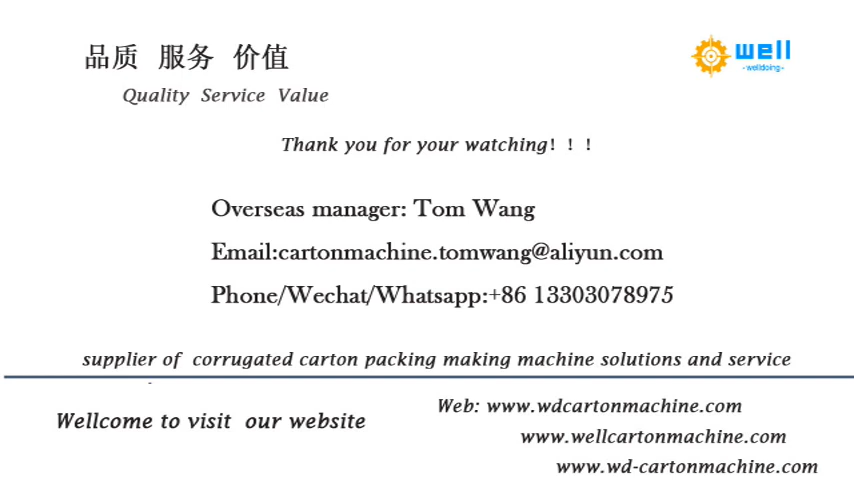 品质 服务 价值
well
-welldoing-
Quality Service Value
Thank you for your watching！！！
Overseas manager: Tom Wang
Email:cartonmachine.tomwang@aliyun.com
Phone/Wechat/Whatsapp:+86 13303078975
supplier of corrugated carton packing making machine solutions and service
Wellcome to visit our website
Web: www.wdcartonmachine.com
www.wellcartonmachine.com
www.wd-cartonmachine.com